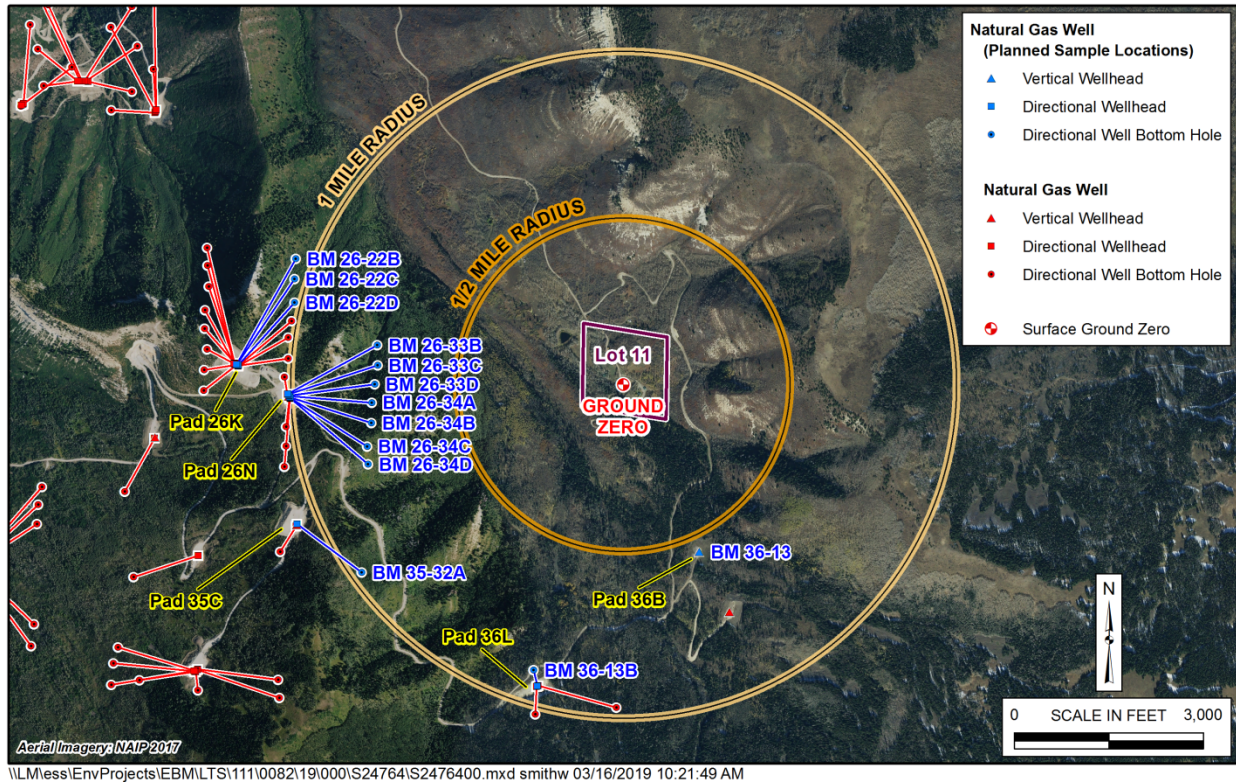 Natural Gas Well
(Planned Sample Locations)
Vertical Wellhead
Directional Wellhead
Directional Well Bottom Hole
Natural Gas Well
Vertical Wellhead
Directional Wellhead
Directional Well Bottom Hole
Surface Ground Zero
1 MILE RADIUS
1/2 MILE RADIUS
BM 26-22B
BM 26-22C
BM 26-22D
BM 26-33B
BM 26-33C
BM 26-33D
BM 26-34A
BM 26-34B
BM 26-34C
BM 26-34D
Lot 11
GROUND
ZERO
Pad 26K
Pad 26N
BM 36-13
BM 35-32A
Pad 35C
Pad 36B
Pad 36L
BM 36-13B
N
0 SCALE IN FEET 3,000
Aerial Imagery: NAIP 2017
\\LM\ess\EnvProjects\EBM\LTS\111\0082\19\000\S24764\S2476400.mxd smithw 03/16/2019 10:21:49 AM